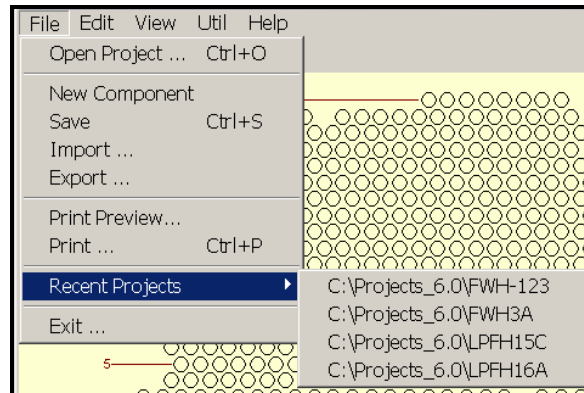 File Edit View Util Help
Open Project ... Ctrl+O
New Component
Save Ctrl+S
Import ...
Export ...
Print Preview...
Print ... Ctrl+P
Recent Projects
C:\Projects_6.0\FWH-123
C:\Projects_6.0\FWH3A
C:\Projects_6.0\LPFH15C
C:\Projects_6.0\LPFH16A
Exit ...
5